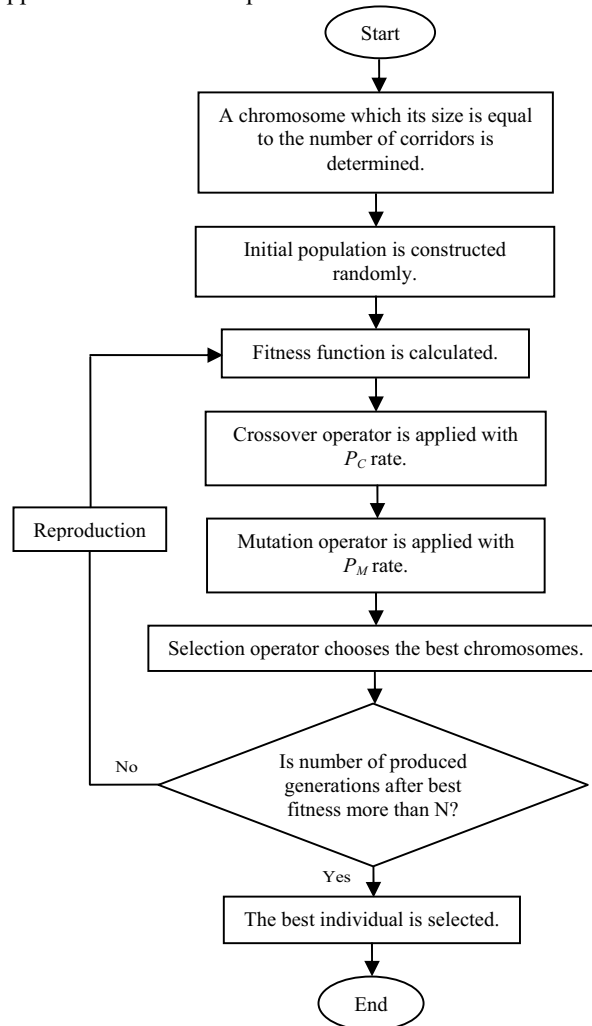 Start
A chromosome which its size is equal
to the number of corridors is
determined.
Initial population is constructed
randomly.
Fitness function is calculated.
Crossover operator is applied with
PC rate.
Reproduction
Mutation operator is applied with
PM rate.
Selection operator chooses the best chromosomes.
No
Is number of produced
generations after best
fitness more than N?
Yes
The best individual is selected.
End